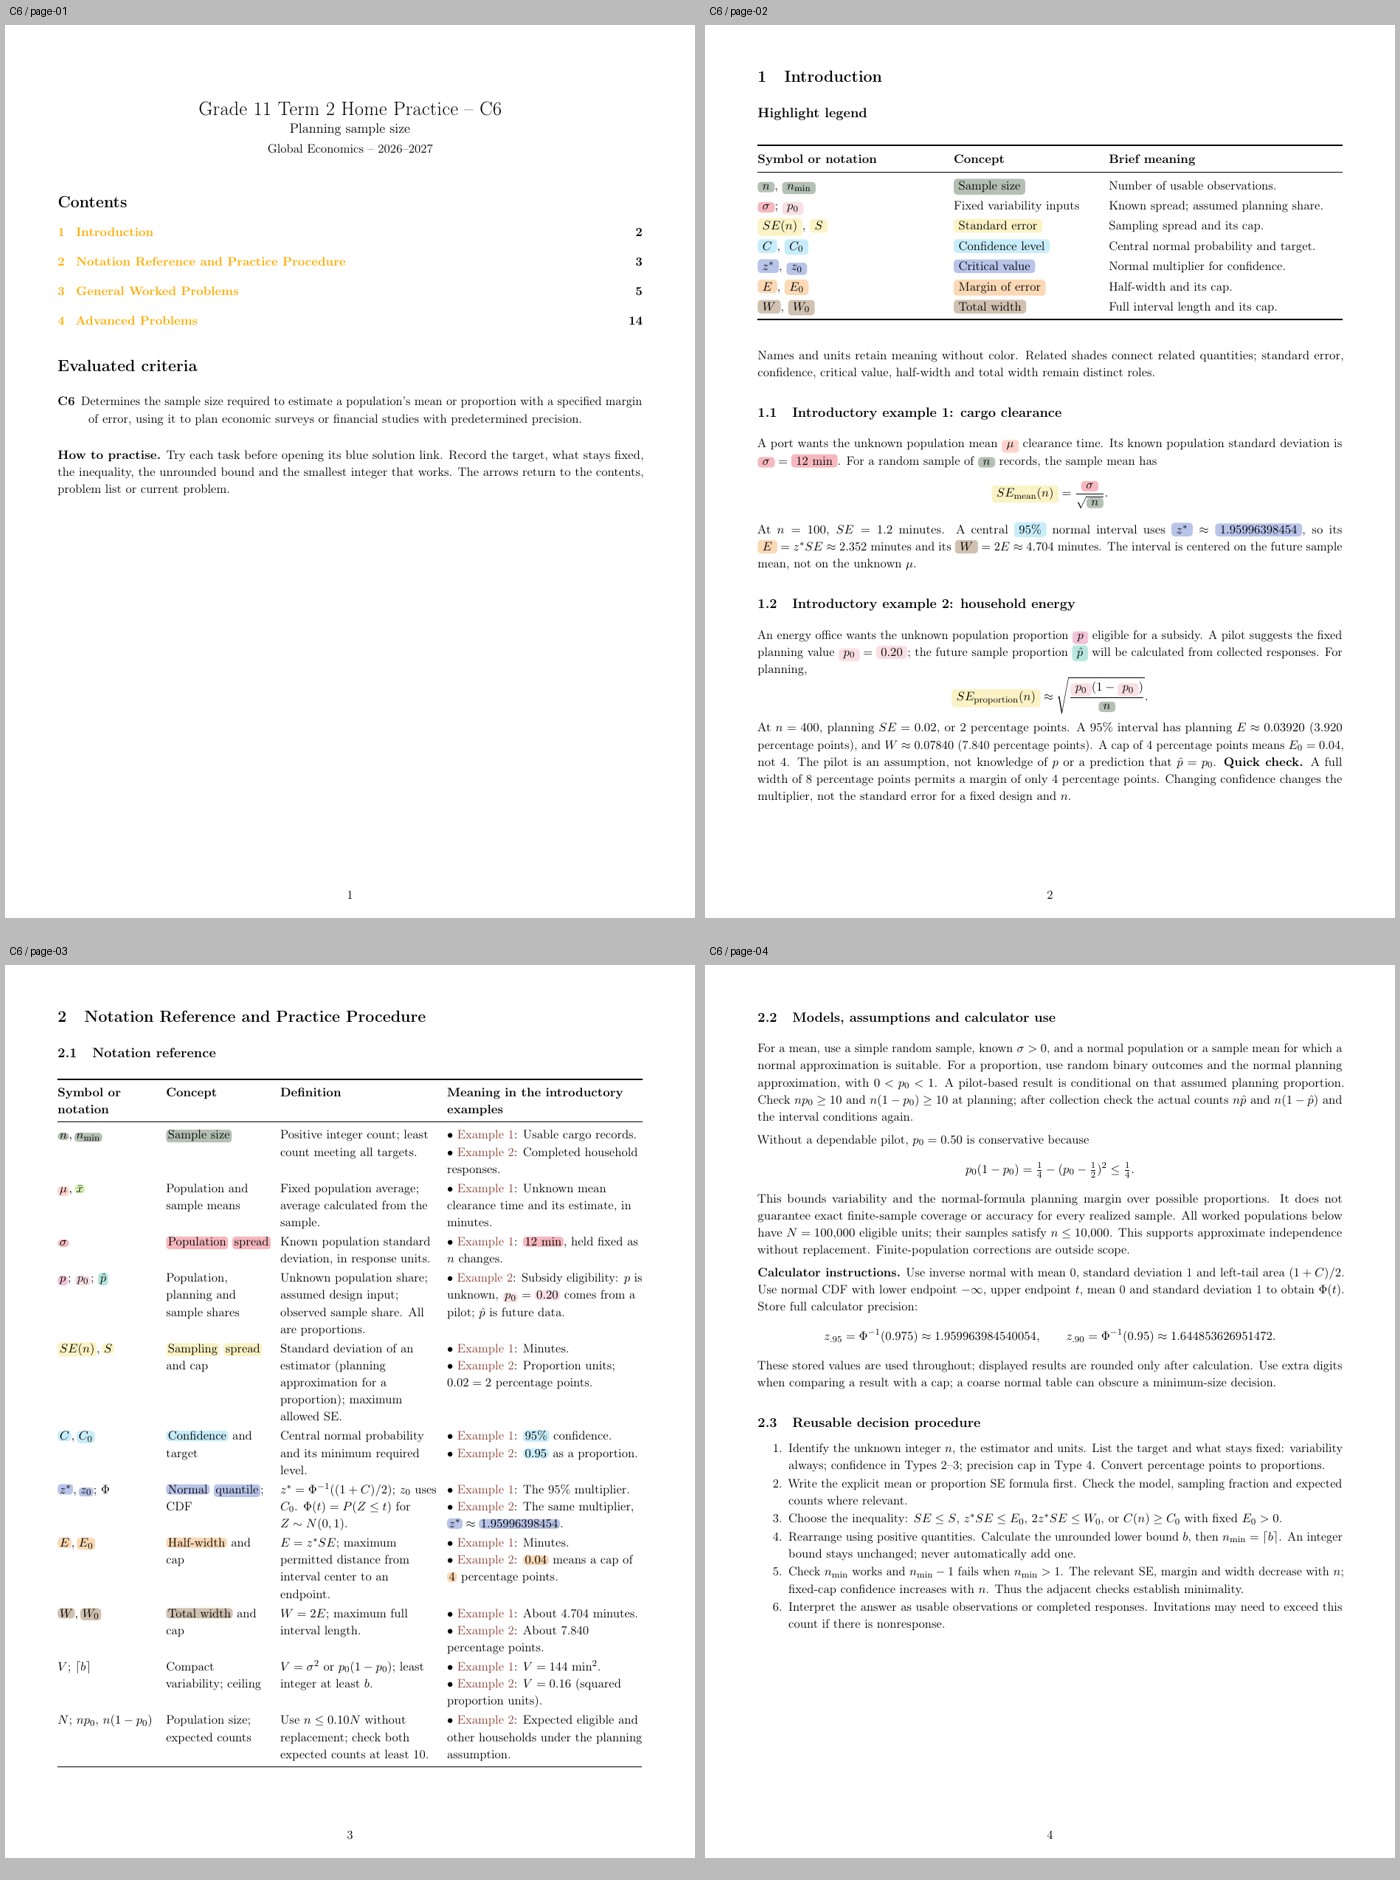 C6 / page-01
Grade 11 Term 2 Home Practice – C6
Planning sample size
Global Economics – 2026–2027
Contents
1 Introduction 2
2 Notation Reference and Practice Procedure 3
3 General Worked Problems 5
4 Advanced Problems 14
Evaluated criteria
C6 Determines the sample size required to estimate a population's mean or proportion with a specified margin
of error, using it to plan economic surveys or financial studies with predetermined precision.
How to practise. Try each task before opening its blue solution link. Record the target, what stays fixed,
the inequality, the unrounded bound and the smallest integer that works. The arrows return to the contents,
problem list or current problem.
1
C6 / page-02
1 Introduction
Highlight legend
Symbol or notation Concept Brief meaning
n, n_min Sample size Number of usable observations.
σ; p₀ Fixed variability inputs Known spread; assumed planning share.
SE(n), S Standard error Sampling spread and its cap.
C, C₀ Confidence level Central normal probability and target.
z*, z₀ Critical value Normal multiplier for confidence.
E, E₀ Margin of error Half-width and its cap.
W, W₀ Total width Full interval length and its cap.
Names and units retain meaning without color. Related shades connect related quantities; standard error,
confidence, critical value, half-width and total width remain distinct roles.
1.1 Introductory example 1: cargo clearance
A port wants the unknown population mean μ clearance time. Its known population standard deviation is
σ = 12 min. For a random sample of n records, the sample mean has
SE_mean(n) = σ/√n.
At n = 100, SE = 1.2 minutes. A central 95% normal interval uses z* ≈ 1.95996398454, so its
E = z*SE ≈ 2.352 minutes and its W = 2E ≈ 4.704 minutes. The interval is centered on the future sample
mean, not on the unknown μ.
1.2 Introductory example 2: household energy
An energy office wants the unknown population proportion p eligible for a subsidy. A pilot suggests the fixed
planning value p₀ = 0.20; the future sample proportion p̂ will be calculated from collected responses. For
planning,
SE_proportion(n) ≈ √(p₀(1 − p₀)/n).
At n = 400, planning SE = 0.02, or 2 percentage points. A 95% interval has planning E ≈ 0.03920 (3.920
percentage points), and W ≈ 0.07840 (7.840 percentage points). A cap of 4 percentage points means E₀ = 0.04,
not 4. The pilot is an assumption, not knowledge of p or a prediction that p̂ = p₀. Quick check. A full
width of 8 percentage points permits a margin of only 4 percentage points. Changing confidence changes the
multiplier, not the standard error for a fixed design and n.
2
C6 / page-03
2 Notation Reference and Practice Procedure
2.1 Notation reference
Symbol or notation Concept Definition Meaning in the introductory examples
n, n_min Sample size Positive integer count; least count meeting all targets. • Example 1: Usable cargo records. • Example 2: Completed household responses.
μ, x̄ Population and sample means Fixed population average; average calculated from the sample. • Example 1: Unknown mean clearance time and its estimate, in minutes.
σ Population spread Known population standard deviation, in response units. • Example 1: 12 min, held fixed as n changes.
p; p₀; p̂ Population, planning and sample shares Unknown population share; assumed design input; observed sample share. All are proportions. • Example 2: Subsidy eligibility: p is unknown, p₀ = 0.20 comes from a pilot; p̂ is future data.
SE(n), S Sampling spread and cap Standard deviation of an estimator (planning approximation for a proportion); maximum allowed SE. • Example 1: Minutes. • Example 2: Proportion units; 0.02 = 2 percentage points.
C, C₀ Confidence and target Central normal probability and its minimum required level. • Example 1: 95% confidence. • Example 2: 0.95 as a proportion.
z*, z₀; Φ Normal quantile; CDF z* = Φ⁻¹((1 + C)/2); z₀ uses C₀. Φ(t) = P(Z ≤ t) for Z ∼ N(0, 1). • Example 1: The 95% multiplier. • Example 2: The same multiplier, z* ≈ 1.95996398454.
E, E₀ Half-width and cap E = z*SE; maximum permitted distance from interval center to an endpoint. • Example 1: Minutes. • Example 2: 0.04 means a cap of 4 percentage points.
W, W₀ Total width and cap W = 2E; maximum full interval length. • Example 1: About 4.704 minutes. • Example 2: About 7.840 percentage points.
V; ⌈b⌉ Compact variability; ceiling V = σ² or p₀(1 − p₀); least integer at least b. • Example 1: V = 144 min². • Example 2: V = 0.16 (squared proportion units).
N; np₀, n(1 − p₀) Population size; expected counts Use n ≤ 0.10N without replacement; check both expected counts at least 10. • Example 2: Expected eligible and other households under the planning assumption.
3
C6 / page-04
2.2 Models, assumptions and calculator use
For a mean, use a simple random sample, known σ > 0, and a normal population or a sample mean for which a
normal approximation is suitable. For a proportion, use random binary outcomes and the normal planning
approximation, with 0 < p₀ < 1. A pilot-based result is conditional on that assumed planning proportion.
Check np₀ ≥ 10 and n(1 − p₀) ≥ 10 at planning; after collection check the actual counts np̂ and n(1 − p̂) and
the interval conditions again.
Without a dependable pilot, p₀ = 0.50 is conservative because
p₀(1 − p₀) = 1/4 − (p₀ − 1/2)² ≤ 1/4.
This bounds variability and the normal-formula planning margin over possible proportions. It does not
guarantee exact finite-sample coverage or accuracy for every realized sample. All worked populations below
have N = 100,000 eligible units; their samples satisfy n ≤ 10,000. This supports approximate independence
without replacement. Finite-population corrections are outside scope.
Calculator instructions. Use inverse normal with mean 0, standard deviation 1 and left-tail area (1 + C)/2.
Use normal CDF with lower endpoint −∞, upper endpoint t, mean 0 and standard deviation 1 to obtain Φ(t).
Store full calculator precision:
z.₉₅ = Φ⁻¹(0.975) ≈ 1.959963984540054, z.₉₀ = Φ⁻¹(0.95) ≈ 1.644853626951472.
These stored values are used throughout; displayed results are rounded only after calculation. Use extra digits
when comparing a result with a cap; a coarse normal table can obscure a minimum-size decision.
2.3 Reusable decision procedure
1. Identify the unknown integer n, the estimator and units. List the target and what stays fixed: variability
always; confidence in Types 2–3; precision cap in Type 4. Convert percentage points to proportions.
2. Write the explicit mean or proportion SE formula first. Check the model, sampling fraction and expected
counts where relevant.
3. Choose the inequality: SE ≤ S, z*SE ≤ E₀, 2z*SE ≤ W₀, or C(n) ≥ C₀ with fixed E₀ > 0.
4. Rearrange using positive quantities. Calculate the unrounded lower bound b, then n_min = ⌈b⌉. An integer
bound stays unchanged; never automatically add one.
5. Check n_min works and n_min − 1 fails when n_min > 1. The relevant SE, margin and width decrease with n;
fixed-cap confidence increases with n. Thus the adjacent checks establish minimality.
6. Interpret the answer as usable observations or completed responses. Invitations may need to exceed this
count if there is nonresponse.
4